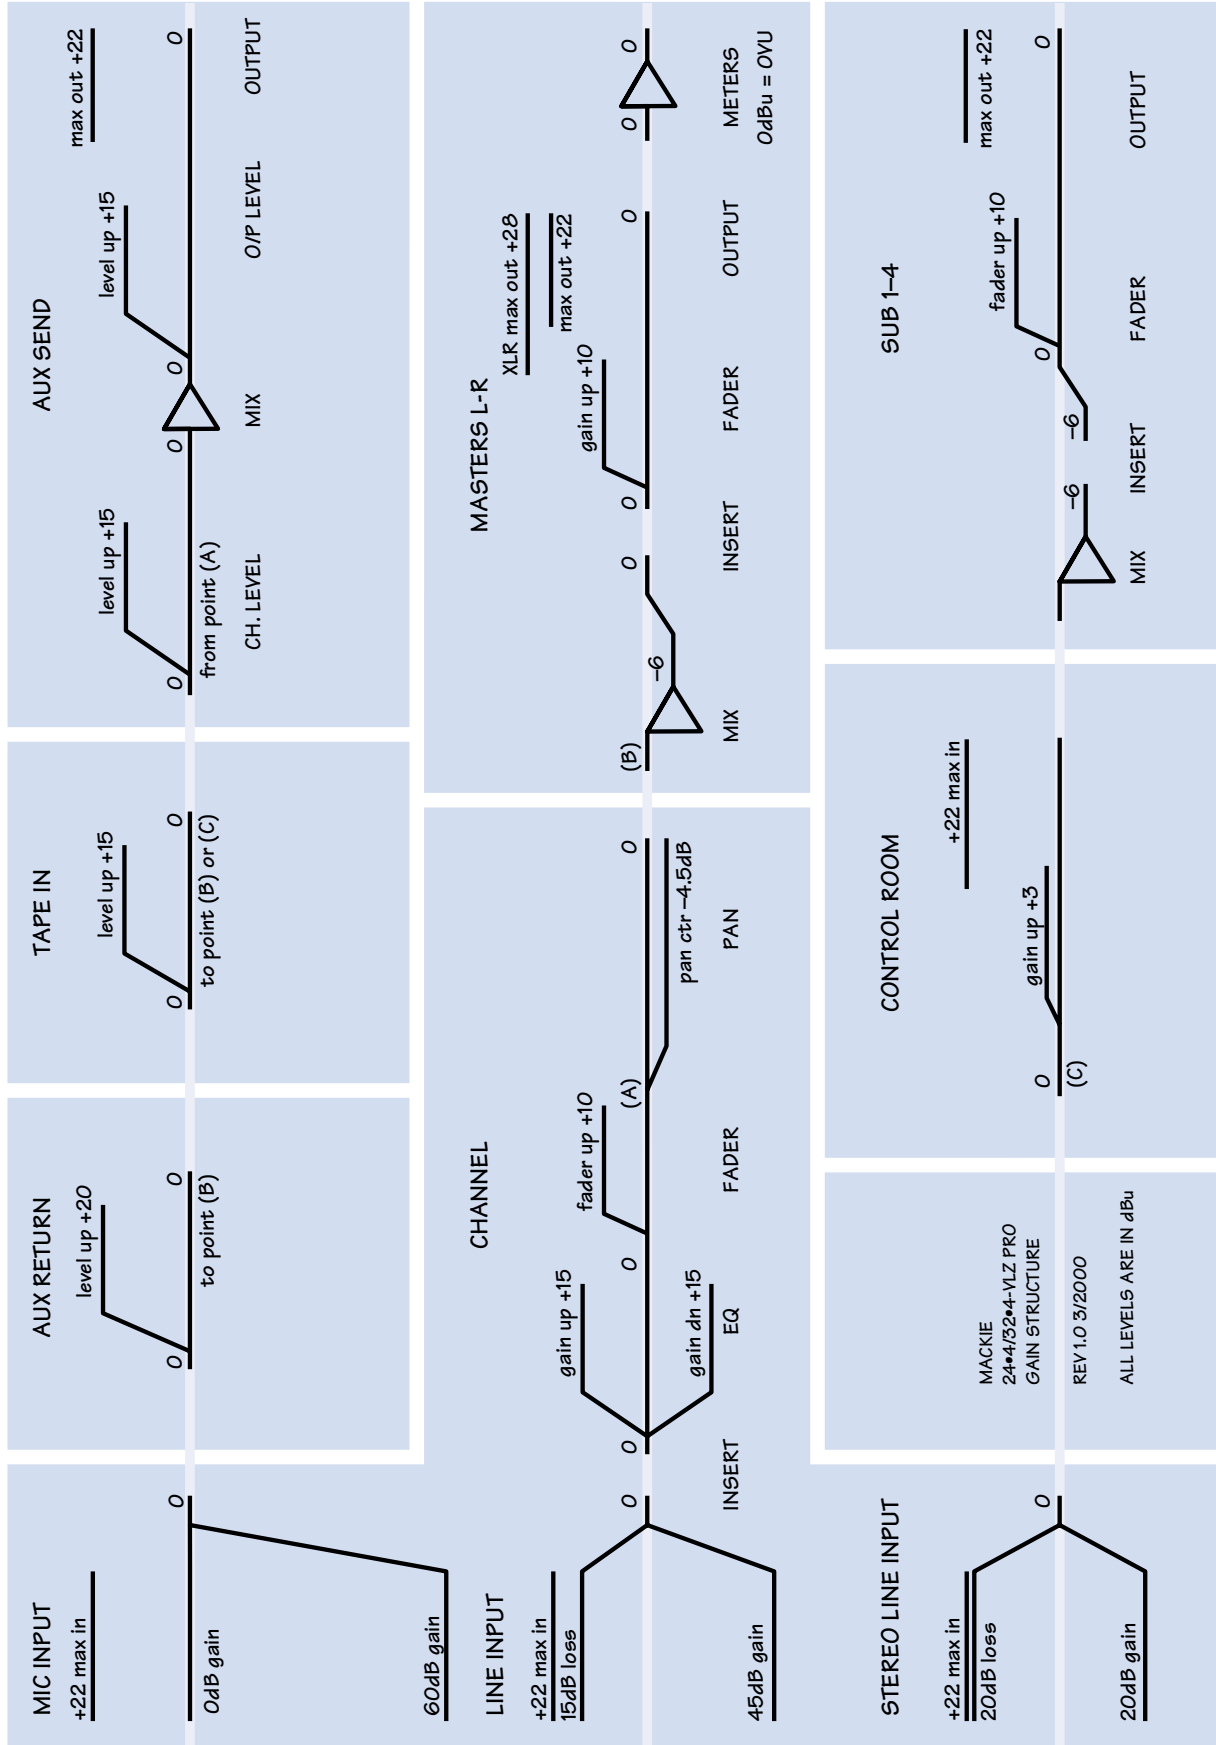 MIC INPUT
+22 max in
0dB gain
60dB gain
0
AUX RETURN
level up +20
0
0
to point (B)
TAPE IN
level up +15
0
0
to point (B) or (C)
AUX SEND
level up +15
0
from point (A)
CH. LEVEL
0
MIX
0
level up +15
O/P LEVEL
max out +22
0
OUTPUT
LINE INPUT
+22 max in
15dB loss
45dB gain
0
INSERT
CHANNEL
0
gain up +15
gain dn +15
EQ
0
fader up +10
FADER
(A)
pan ctr –4.5dB
PAN
0
MASTERS L-R
(B)
MIX
–6
0
INSERT
0
gain up +10
FADER
XLR max out +28
max out +22
0
OUTPUT
0
0
METERS
0dBu = 0VU
STEREO LINE INPUT
+22 max in
20dB loss
20dB gain
0
MACKIE
24•4/32•4-VLZ PRO
GAIN STRUCTURE
REV1.0 3/2000
ALL LEVELS ARE IN dBu
CONTROL ROOM
+22 max in
gain up +3
0
(C)
SUB 1–4
MIX
–6
INSERT
–6
0
fader up +10
FADER
max out +22
0
OUTPUT